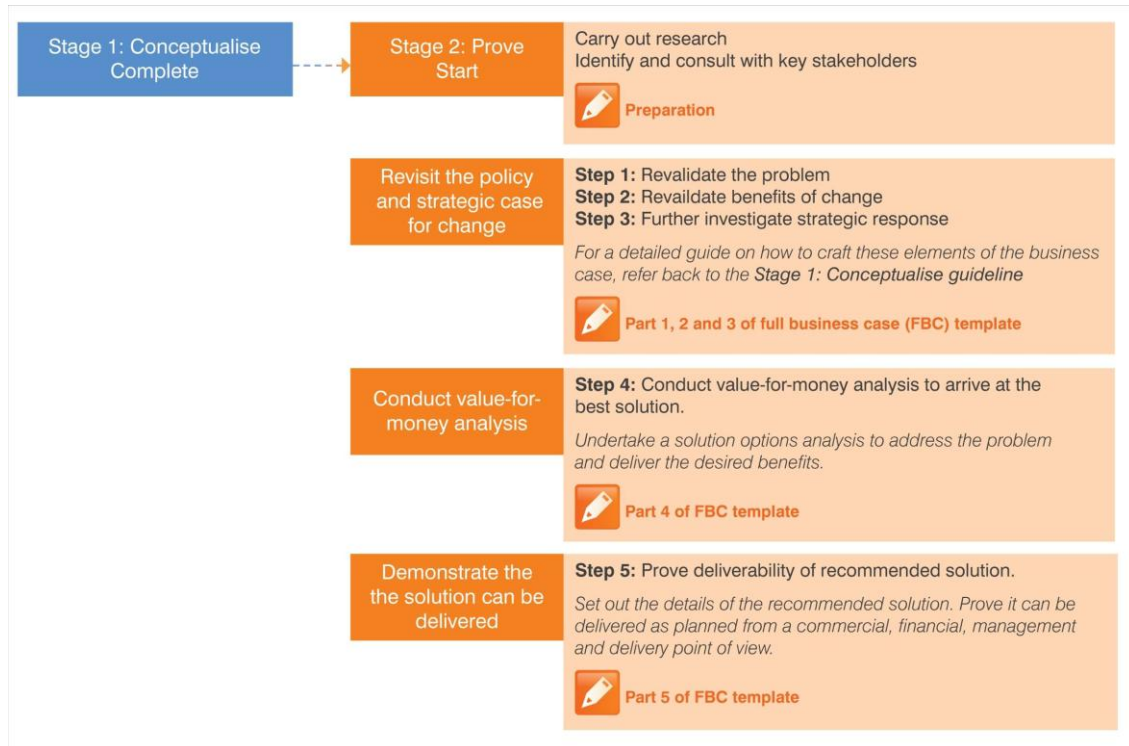 Stage 1: Conceptualise
Complete
Stage 2: Prove
Start
Carry out research
Identify and consult with key stakeholders
Preparation
Revisit the policy
and strategic case
for change
Step 1: Revalidate the problem
Step 2: Revaildate benefits of change
Step 3: Further investigate strategic response
For a detailed guide on how to craft these elements of the business
case, refer back to the Stage 1: Conceptualise guideline
Part 1, 2 and 3 of full business case (FBC) template
Conduct value-for-
money analysis
Step 4: Conduct value-for-money analysis to arrive at the
best solution.
Undertake a solution options analysis to address the problem
and deliver the desired benefits.
Part 4 of FBC template
Demonstrate the
the solution can be
delivered
Step 5: Prove deliverability of recommended solution.
Set out the details of the recommended solution. Prove it can be
delivered as planned from a commercial, financial, management
and delivery point of view.
Part 5 of FBC template